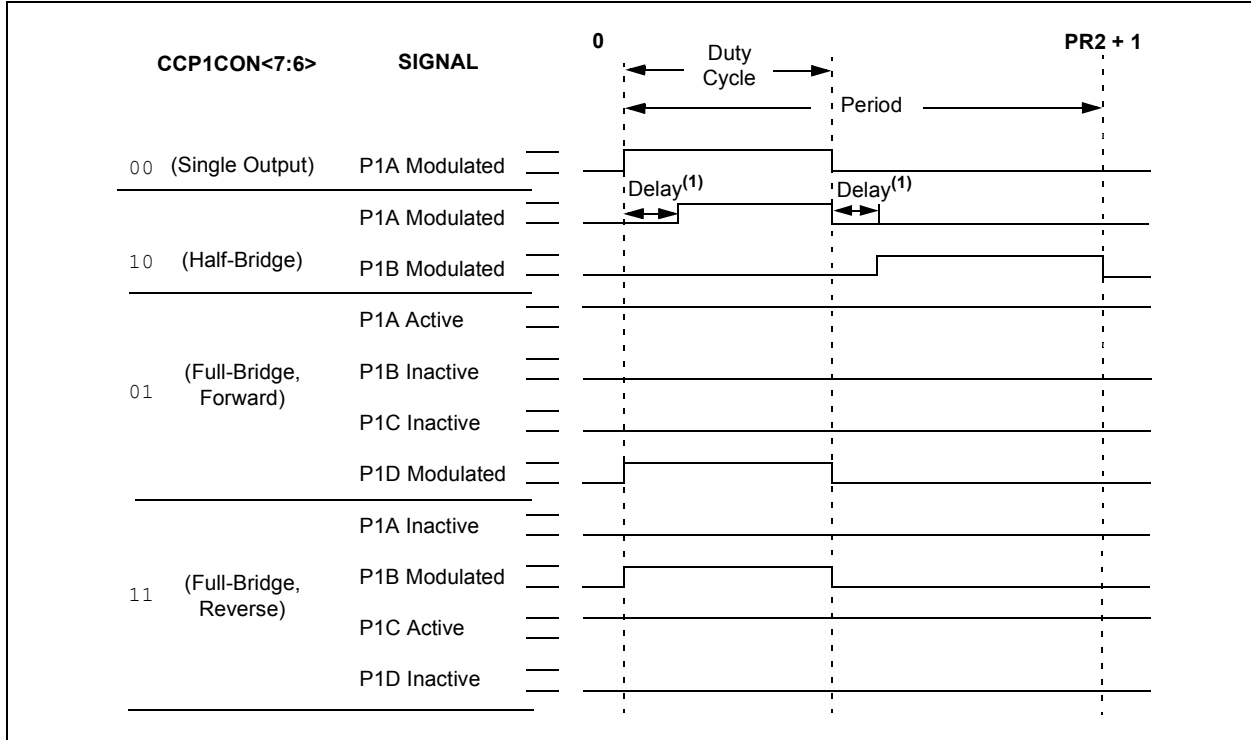 0
PR2 + 1
CCP1CON<7:6>
SIGNAL
Duty
Cycle
Period
00
(Single Output)
P1A Modulated
Delay(1)
Delay(1)
P1A Modulated
10
(Half-Bridge)
P1B Modulated
P1A Active
(Full-Bridge,
Forward)
01
P1B Inactive
P1C Inactive
P1D Modulated
P1A Inactive
(Full-Bridge,
Reverse)
11
P1B Modulated
P1C Active
P1D Inactive